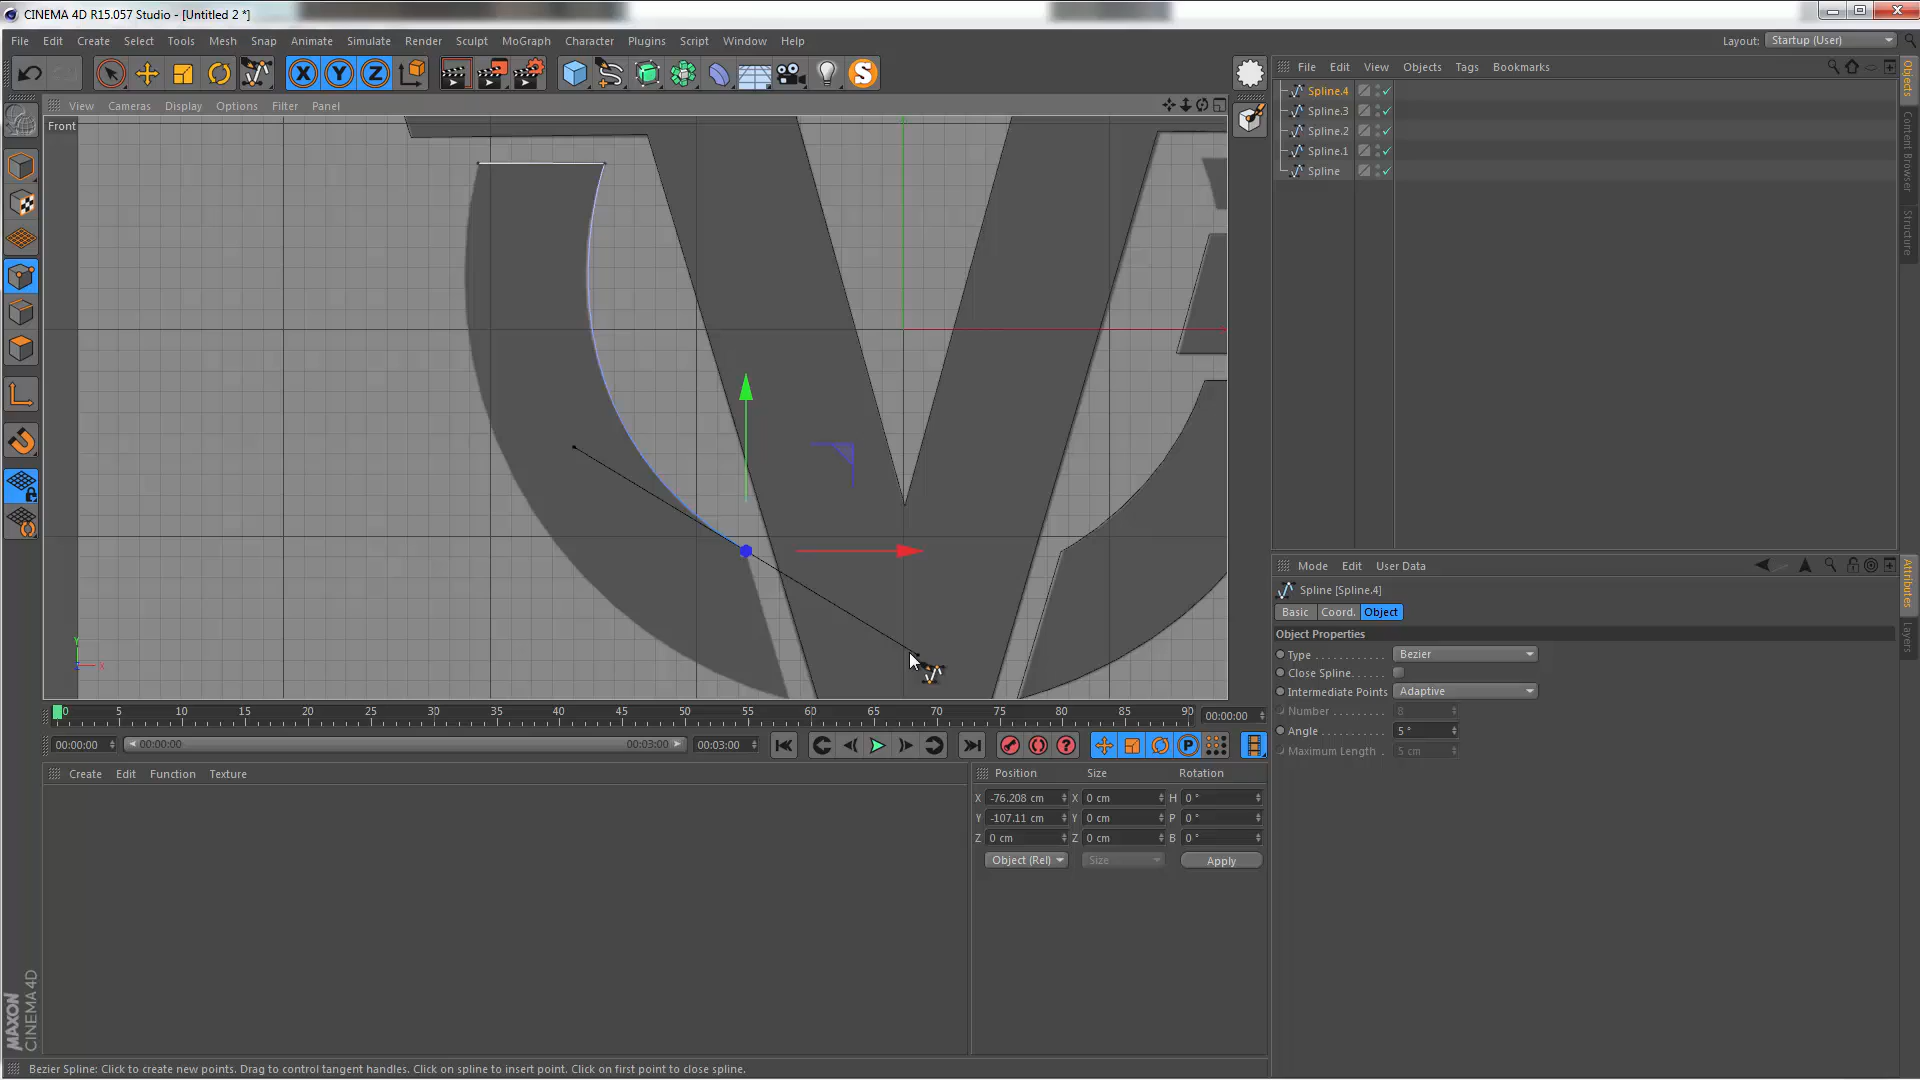 CINEMA 4D R15.057 Studio - [Untitled 2 *]
File Edit Create Select Tools Mesh Snap Animate Simulate Render Sculpt MoGraph Character Plugins Script Window Help
Layout: Startup (User)
X Y Z S
File Edit View Objects Tags Bookmarks
View Cameras Display Options Filter Panel
Front
Spline.4
Spline.3
Spline.2
Spline.1
Spline
Objects
Content Browser
Structure
Y
X
Mode Edit User Data
Spline [Spline.4]
Basic Coord. Object
Object Properties
Type . . . . . . . . . . . Bezier
Close Spline. . . . . .
Intermediate Points Adaptive
Number . . . . . . . . . 8
Angle . . . . . . . . . . 5 °
Maximum Length . 5 cm
Attributes
Layers
0 5 10 15 20 25 30 35 40 45 50 55 60 65 70 75 80 85 90 00:00:00
00:00:00 00:00:00 00:03:00 00:03:00
P
Create Edit Function Texture
Position Size Rotation
X -76.208 cm X 0 cm H 0 °
Y -107.11 cm Y 0 cm P 0 °
Z 0 cm Z 0 cm B 0 °
Object (Rel) Size Apply
MAXON
CINEMA 4D
Bezier Spline: Click to create new points. Drag to control tangent handles. Click on spline to insert point. Click on first point to close spline.